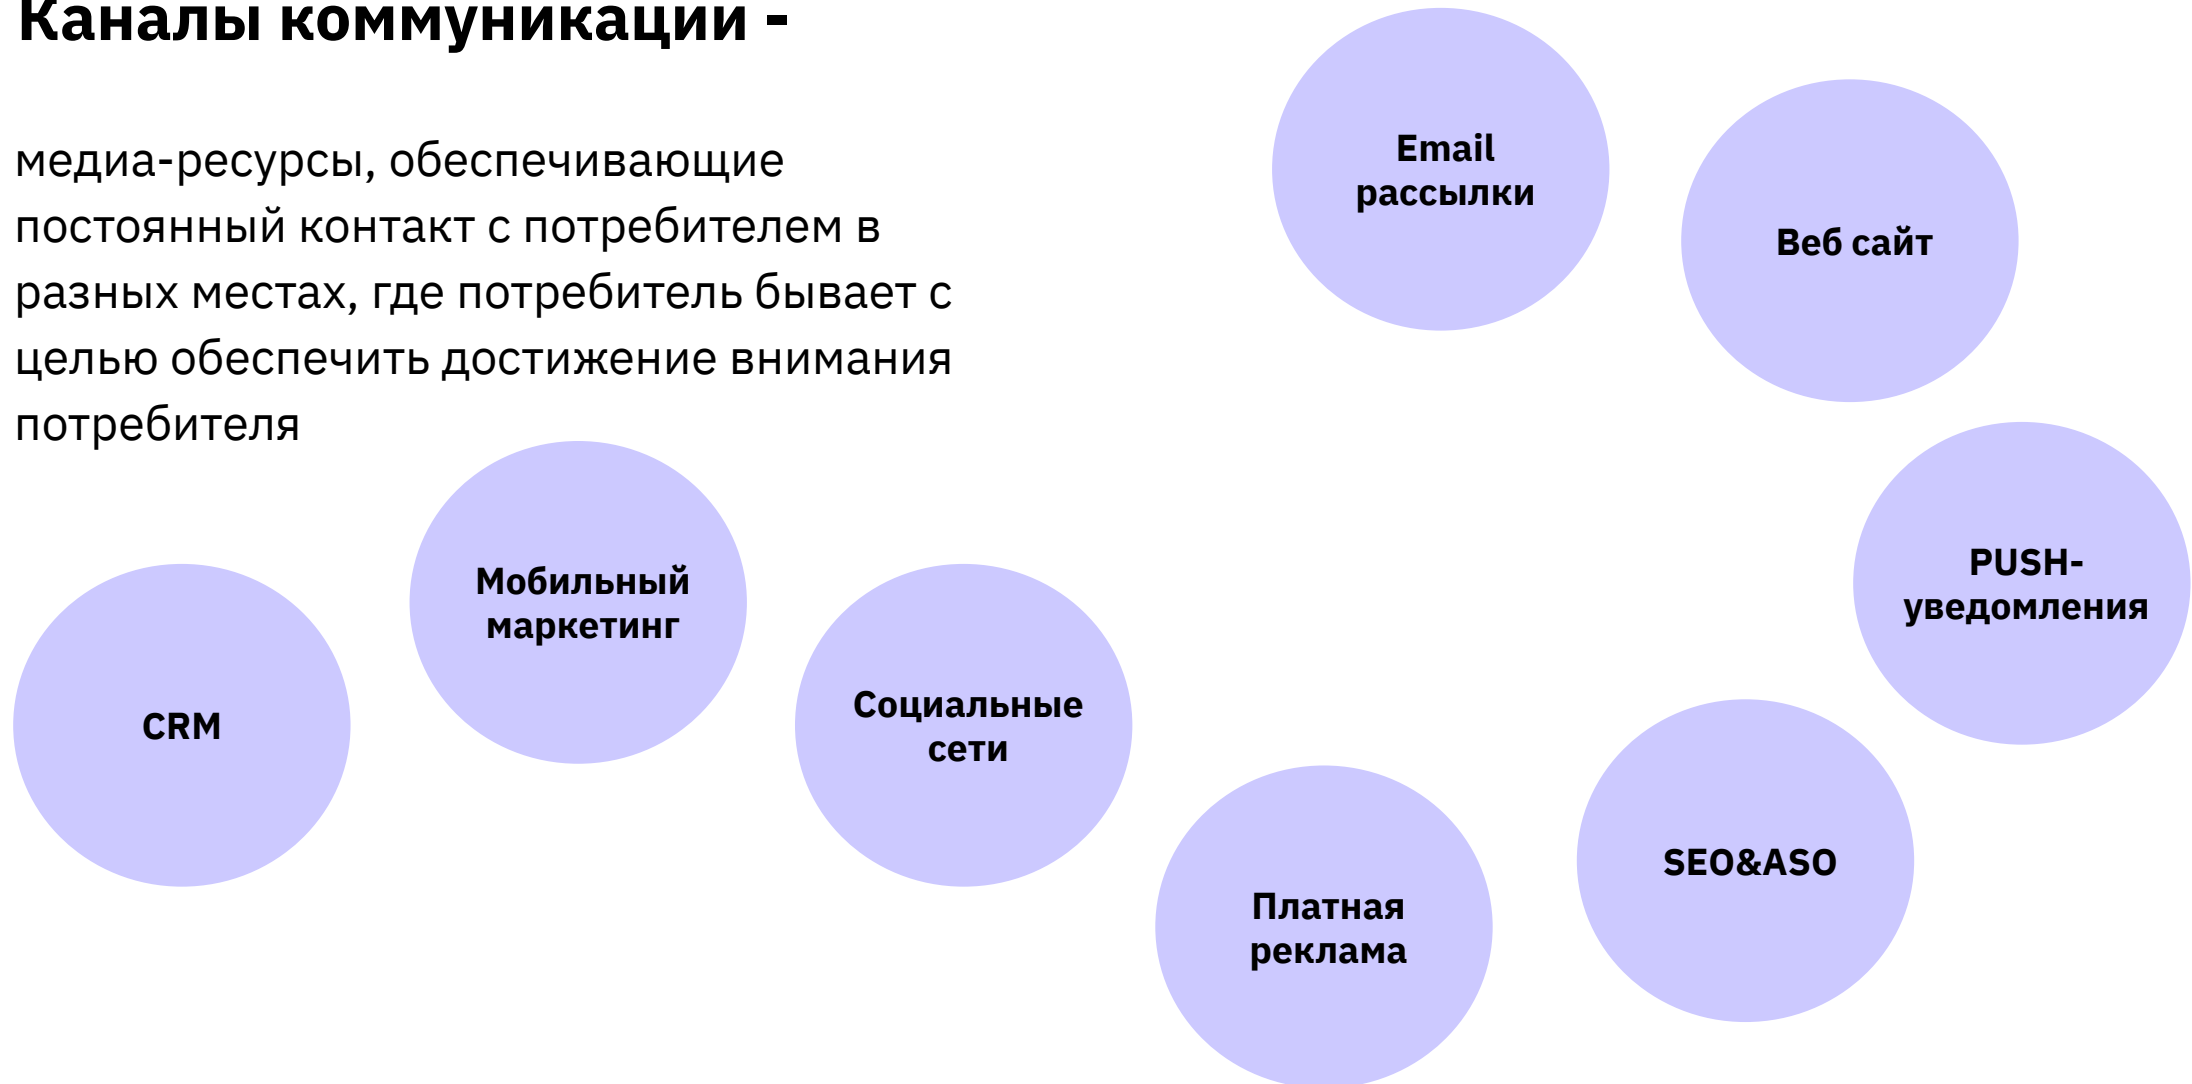 Каналы коммуникации -
медиа-ресурсы, обеспечивающие
постоянный контакт с потребителем в
разных местах, где потребитель бывает с
целью обеспечить достижение внимания
потребителя
Email
рассылки
Веб сайт
PUSH-
уведомления
Мобильный
маркетинг
CRM
Социальные
сети
Платная
реклама
SEO&ASO